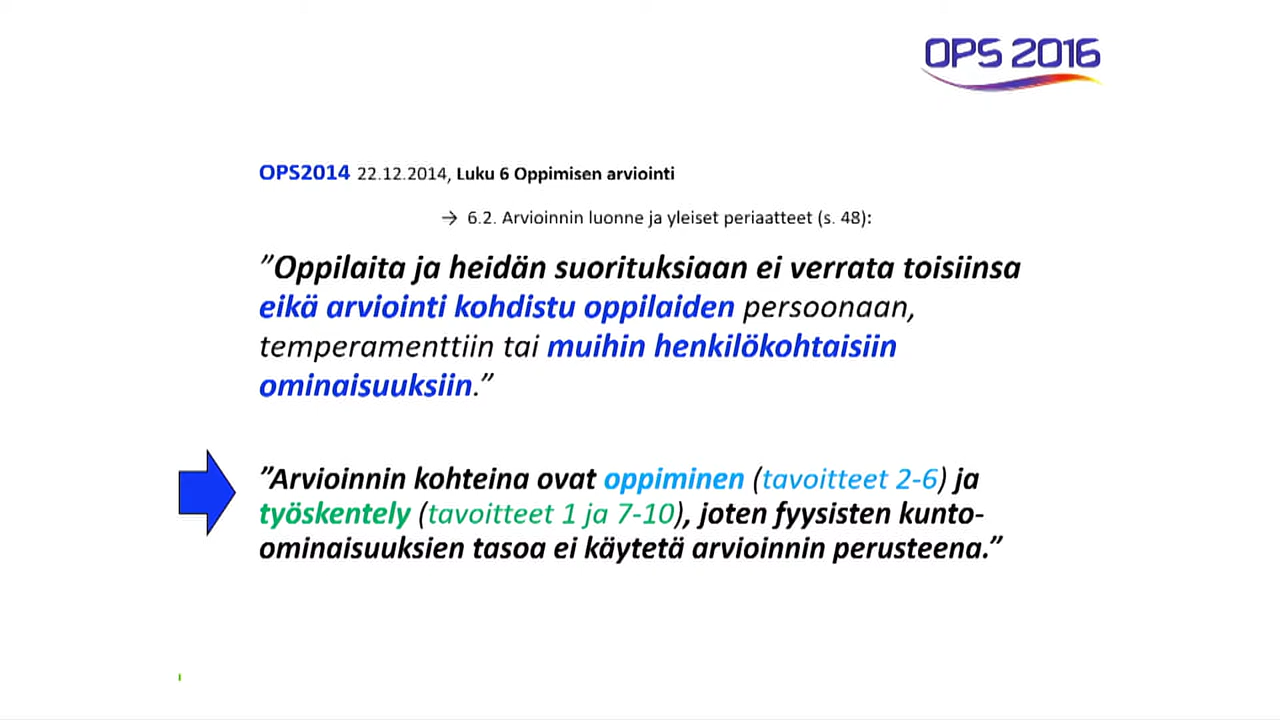 OPS 2016
OPS2014 22.12.2014, Luku 6 Oppimisen arviointi
→ 6.2. Arvioinnin luonne ja yleiset periaatteet (s. 48):
”Oppilaita ja heidän suorituksiaan ei verrata toisiinsa
eikä arviointi kohdistu oppilaiden persoonaan,
temperamenttiin tai muihin henkilökohtaisiin
ominaisuuksiin.”
”Arvioinnin kohteina ovat oppiminen (tavoitteet 2-6) ja
työskentely (tavoitteet 1 ja 7-10), joten fyysisten kunto-
ominaisuuksien tasoa ei käytetä arvioinnin perusteena.”